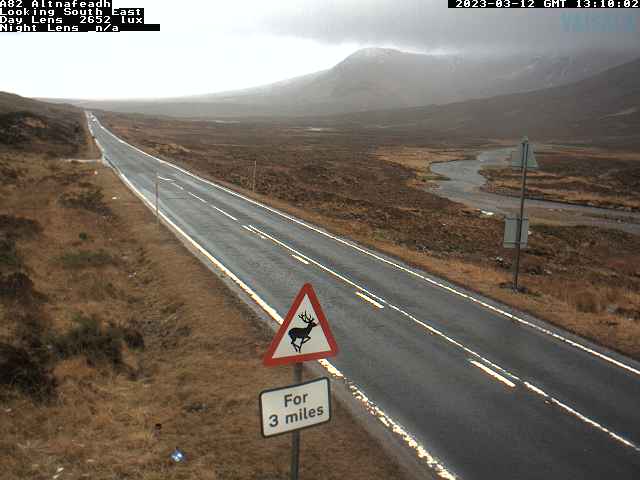 A82 Altnafeadh
2023-03-12 GMT 13:10:02
Looking South East
Day Lens 2652 lux
VAISALA
Night Lens n/a
For
3 miles